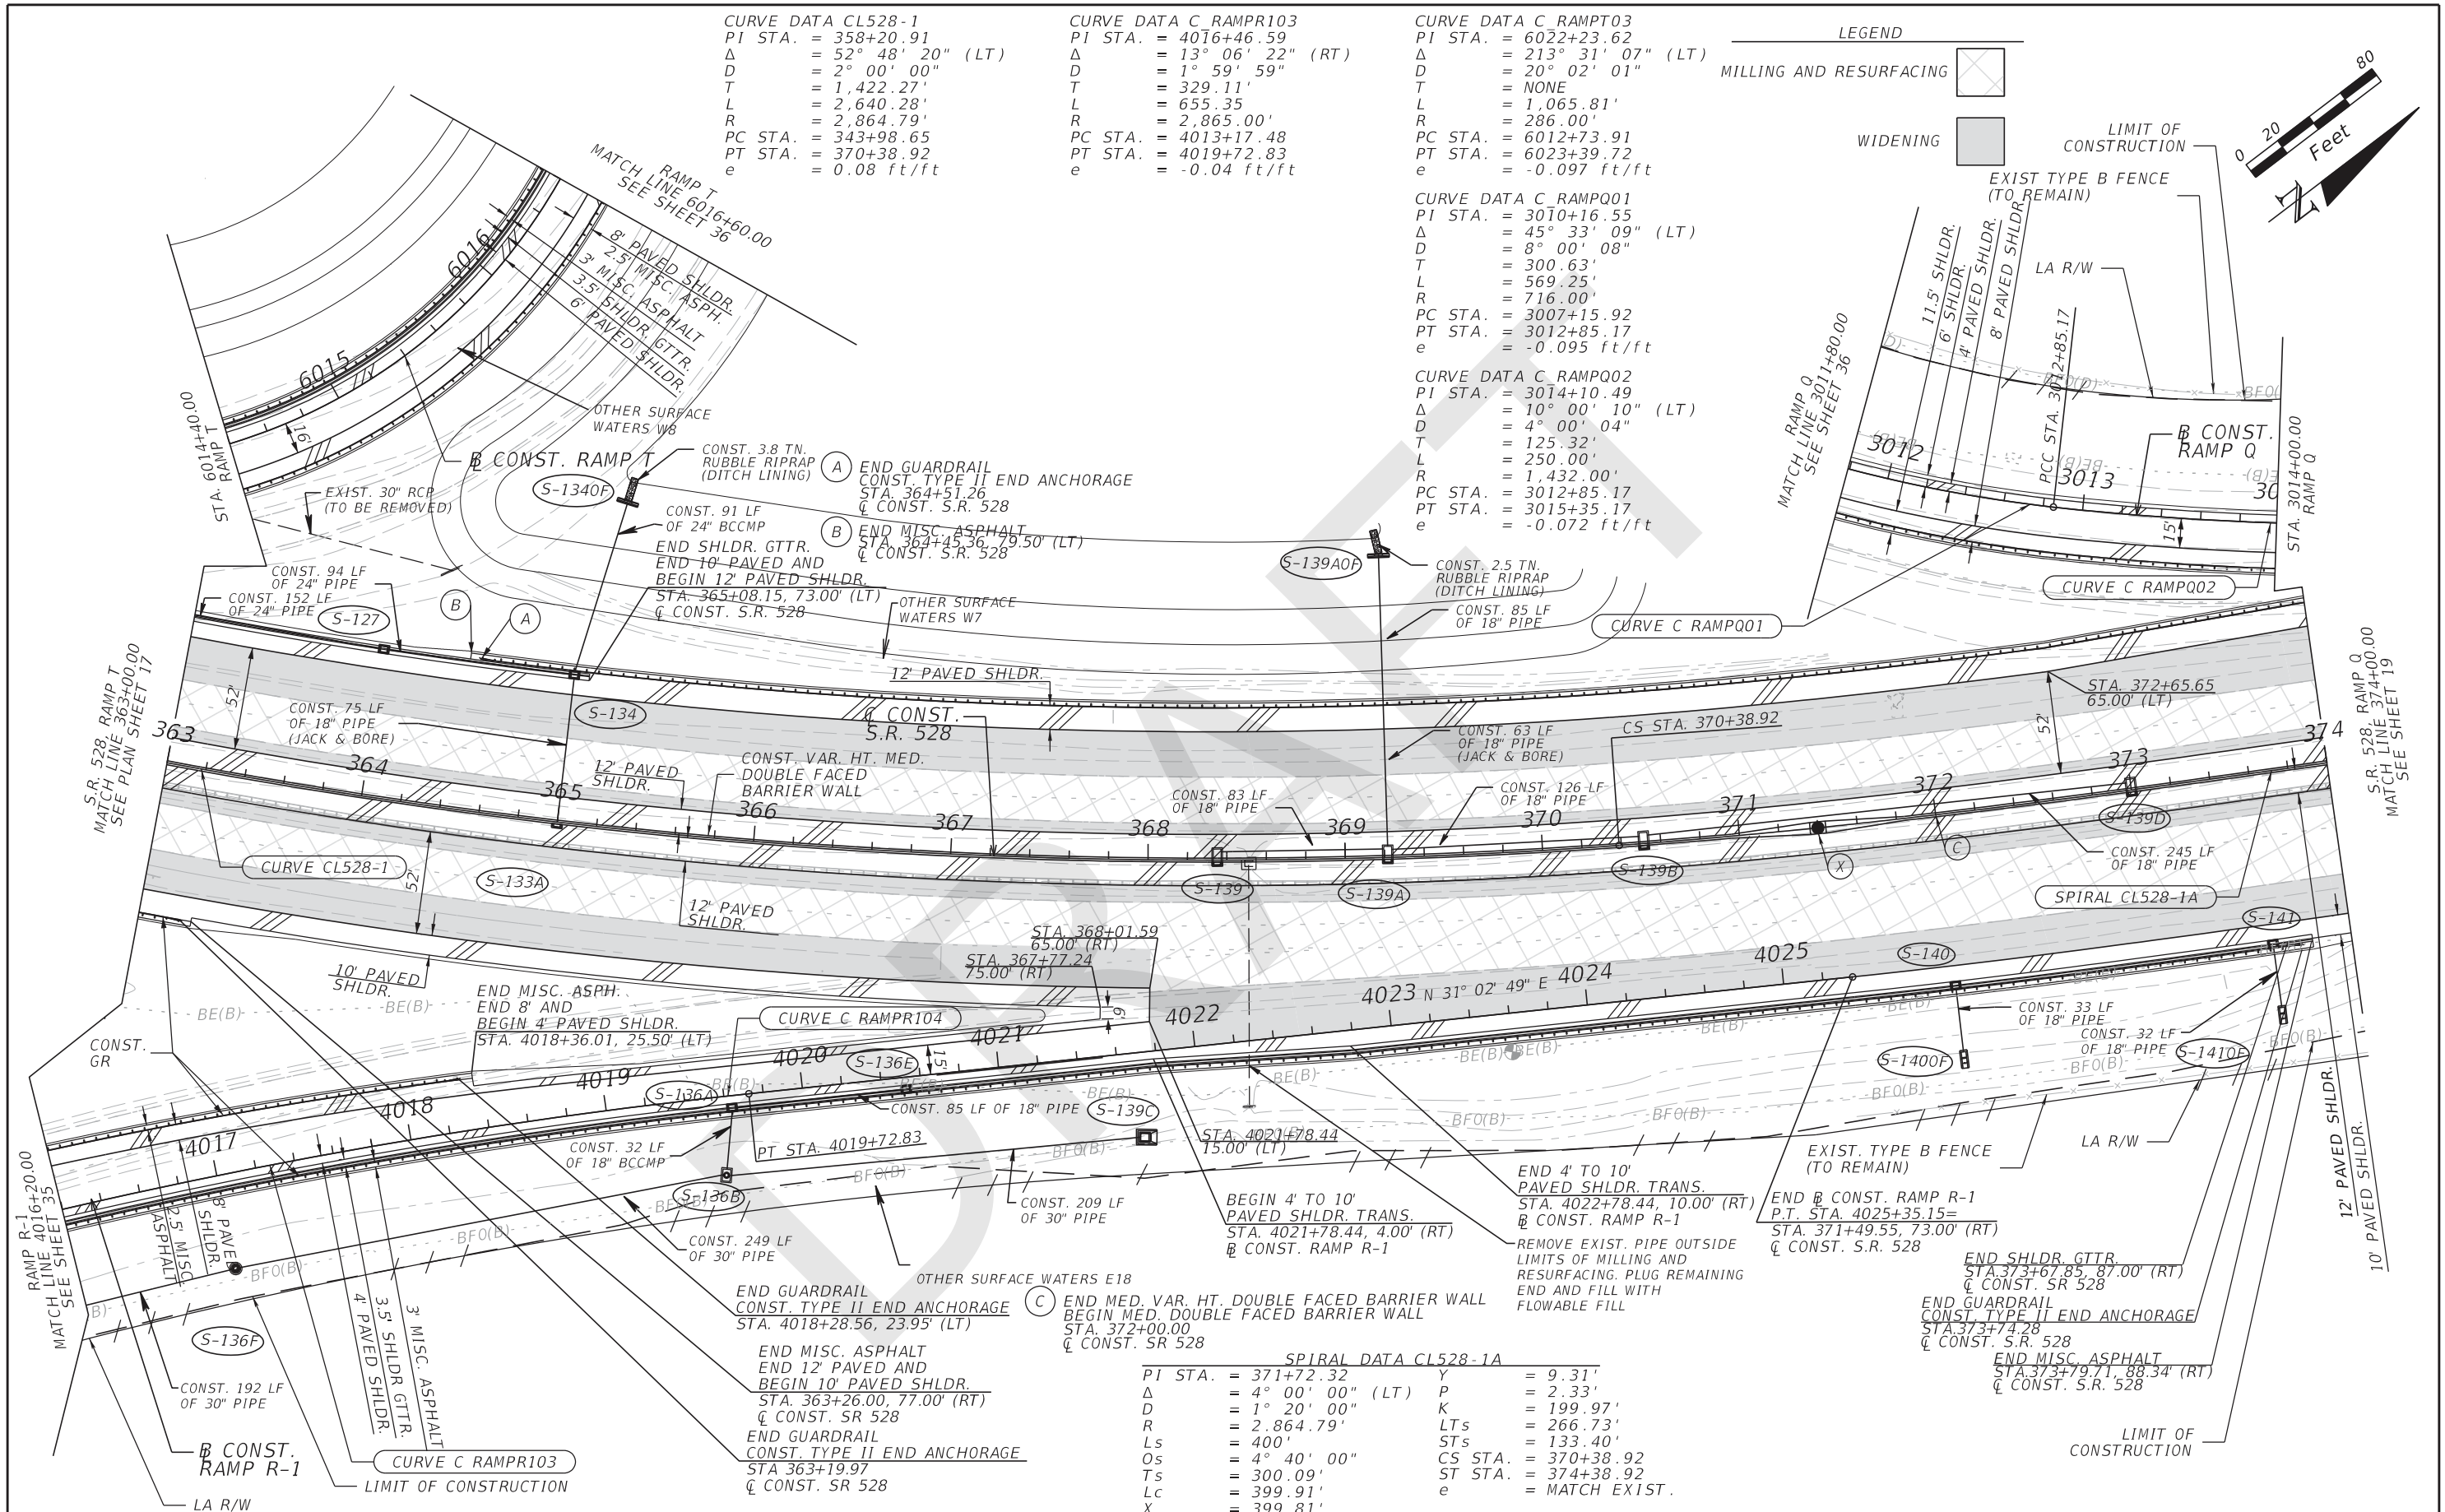 CURVE DATA CL528-1
PI STA. = 358+20.91
Δ = 52° 48' 20" (LT)
D = 2° 00' 00"
T = 1,422.27'
L = 2,640.28'
R = 2,864.79'
PC STA. = 343+98.65
PT STA. = 370+38.92
e = 0.08 ft/ft
CURVE DATA C_RAMPR103
PI STA. = 4016+46.59
Δ = 13° 06' 22" (RT)
D = 1° 59' 59"
T = 329.11'
L = 655.35
R = 2,865.00'
PC STA. = 4013+17.48
PT STA. = 4019+72.83
e = -0.04 ft/ft
CURVE DATA C_RAMPT03
PI STA. = 6022+23.62
Δ = 213° 31' 07" (LT)
D = 20° 02' 01"
T = NONE
L = 1,065.81'
R = 286.00'
PC STA. = 6012+73.91
PT STA. = 6023+39.72
e = -0.097 ft/ft
CURVE DATA C_RAMPQ01
PI STA. = 3010+16.55
Δ = 45° 33' 09" (LT)
D = 8° 00' 08"
T = 300.63'
L = 569.25'
R = 716.00'
PC STA. = 3007+15.92
PT STA. = 3012+85.17
e = -0.095 ft/ft
CURVE DATA C_RAMPQ02
PI STA. = 3014+10.49
Δ = 10° 00' 10" (LT)
D = 4° 00' 04"
T = 125.32'
L = 250.00'
R = 1,432.00'
PC STA. = 3012+85.17
PT STA. = 3015+35.17
e = -0.072 ft/ft
LEGEND
MILLING AND RESURFACING
WIDENING
LIMIT OF
CONSTRUCTION
EXIST TYPE B FENCE
(TO REMAIN)
LA R/W
0 20 80
Feet
N
RAMP T
MATCH LINE 6016+60.00
SEE SHEET 36
8' PAVED SHLDR.
2.5' MISC. ASPH.
3' MISC. ASPHALT
3.5' SHLDR. GTTR.
6' PAVED SHLDR.
6016
6015
16'
STA. 6014+40.00
RAMP T
OTHER SURFACE
WATERS W8
B CONST. RAMP T
EXIST. 30" RCP
(TO BE REMOVED)
CONST. 3.8 TN.
RUBBLE RIPRAP
(DITCH LINING)
S-134OF
CONST. 91 LF
OF 24" BCCMP
A
END GUARDRAIL
CONST. TYPE II END ANCHORAGE
STA. 364+51.26
℄ CONST. S.R. 528
B
END MISC. ASPHALT
STA. 364+45.36, 79.50' (LT)
℄ CONST. S.R. 528
END SHLDR. GTTR.
END 10' PAVED AND
BEGIN 12' PAVED SHLDR.
STA. 365+08.15, 73.00' (LT)
℄ CONST. S.R. 528
OTHER SURFACE
WATERS W7
CONST. 94 LF
OF 24" PIPE
CONST. 152 LF
OF 24" PIPE
S-127
B
A
S-139AOF
CONST. 2.5 TN.
RUBBLE RIPRAP
(DITCH LINING)
CONST. 85 LF
OF 18" PIPE
RAMP Q
MATCH LINE 3011+80.00
SEE SHEET 36
11.5' SHLDR.
6' SHLDR.
4' PAVED SHLDR.
8' PAVED SHLDR.
PCC STA. 3012+85.17
3012
3013
30
15'
B CONST.
RAMP Q
STA. 3014+00.00
RAMP Q
BFO(D)
BFO(
BE(B)
BE(B)
E(B)
CURVE C RAMPQ02
CURVE C RAMPQ01
12' PAVED SHLDR.
S.R. 528, RAMP T
MATCH LINE 363+00.00
SEE PLAN SHEET 17
52'
CONST. 75 LF
OF 18" PIPE
(JACK & BORE)
S-134
℄ CONST.
S.R. 528
CONST. VAR. HT. MED.
DOUBLE FACED
BARRIER WALL
12' PAVED
SHLDR.
CONST. 63 LF
OF 18" PIPE
(JACK & BORE)
CS STA. 370+38.92
STA. 372+65.65
65.00' (LT)
52'
363
364
365
366
367
368
369
370
371
372
373
374
S.R. 528, RAMP Q
MATCH LINE 374+00.00
SEE SHEET 19
CONST. 83 LF
OF 18" PIPE
CONST. 126 LF
OF 18" PIPE
CURVE CL528-1
52'
S-133A
12' PAVED
SHLDR.
S-139
S-139A
S-139B
X
C
S-139D
CONST. 245 LF
OF 18" PIPE
SPIRAL CL528-1A
S-141
S-140
10' PAVED
SHLDR.
STA. 368+01.59
65.00' (RT)
STA. 367+77.24
75.00' (RT)
BE(B)
BE(B)
BE(B)
END MISC. ASPH.
END 8' AND
BEGIN 4' PAVED SHLDR.
STA. 4018+36.01, 25.50' (LT)
CURVE C RAMPR104
N 31° 02' 49" E
4017
4018
4019
4020
4021
4022
4023
4024
4025
15'
S-136A
S-136E
CONST. 85 LF OF 18" PIPE
S-139C
CONST.
GR
CONST. 32 LF
OF 18" BCCMP
PT STA. 4019+72.83
S-136B
STA. 4021+78.44
15.00' (LT)
CONST. 33 LF
OF 18" PIPE
CONST. 32 LF
OF 18" PIPE
S-140OF
S-141OF
BE(B)
BFO(B)
EXIST. TYPE B FENCE
(TO REMAIN)
LA R/W
12' PAVED SHLDR.
10' PAVED SHLDR.
RAMP R-1
MATCH LINE 4016+20.00
SEE SHEET 35
2.5' MISC.
ASPHALT
8' PAVED
SHLDR.
4' PAVED SHLDR.
3.5' SHLDR GTTR.
3' MISC. ASPHALT
S-136F
CONST. 192 LF
OF 30" PIPE
B CONST.
RAMP R-1
CURVE C RAMPR103
LIMIT OF CONSTRUCTION
LA R/W
CONST. 249 LF
OF 30" PIPE
CONST. 209 LF
OF 30" PIPE
OTHER SURFACE WATERS E18
BEGIN 4' TO 10'
PAVED SHLDR. TRANS.
STA. 4021+78.44, 4.00' (RT)
B CONST. RAMP R-1
END 4' TO 10'
PAVED SHLDR. TRANS.
STA. 4022+78.44, 10.00' (RT)
B CONST. RAMP R-1
REMOVE EXIST. PIPE OUTSIDE
LIMITS OF MILLING AND
RESURFACING. PLUG REMAINING
END AND FILL WITH
FLOWABLE FILL
END B CONST. RAMP R-1
P.T. STA. 4025+35.15=
STA. 371+49.55, 73.00' (RT)
℄ CONST. S.R. 528
END SHLDR. GTTR.
STA.373+67.85, 87.00' (RT)
℄ CONST. SR 528
END GUARDRAIL
CONST. TYPE II END ANCHORAGE
STA.373+74.28
℄ CONST. S.R. 528
END MISC. ASPHALT
STA.373+79.71, 88.34' (RT)
℄ CONST. S.R. 528
LIMIT OF
CONSTRUCTION
END GUARDRAIL
CONST. TYPE II END ANCHORAGE
STA. 4018+28.56, 23.95' (LT)
C
END MED. VAR. HT. DOUBLE FACED BARRIER WALL
BEGIN MED. DOUBLE FACED BARRIER WALL
STA. 372+00.00
℄ CONST. SR 528
END MISC. ASPHALT
END 12' PAVED AND
BEGIN 10' PAVED SHLDR.
STA. 363+26.00, 77.00' (RT)
℄ CONST. SR 528
END GUARDRAIL
CONST. TYPE II END ANCHORAGE
STA 363+19.97
℄ CONST. SR 528
SPIRAL DATA CL528-1A
PI STA. = 371+72.32
Δ = 4° 00' 00" (LT)
D = 1° 20' 00"
R = 2.864.79'
Ls = 400'
Os = 4° 40' 00"
Ts = 300.09'
Lc = 399.91'
X = 399.81'
Y = 9.31'
P = 2.33'
K = 199.97'
LTs = 266.73'
STs = 133.40'
CS STA. = 370+38.92
ST STA. = 374+38.92
e = MATCH EXIST.
DRAFT